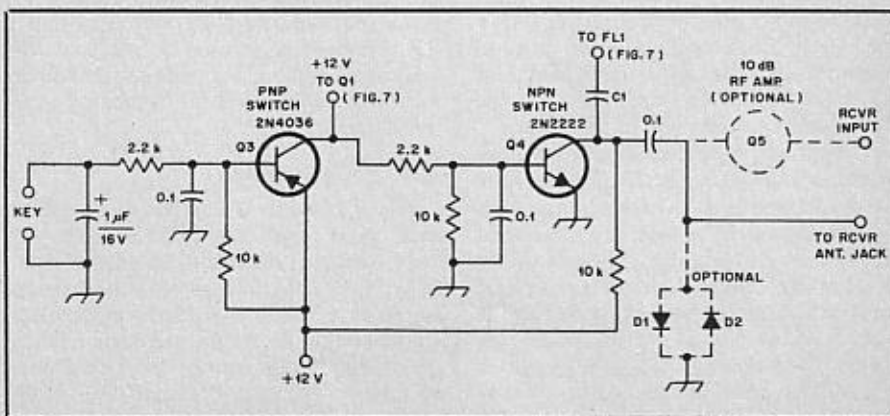 TO FL1
(FIG. 7)
+12 V
TO Q1
(FIG. 7)
PNP
SWITCH
2N4036
NPN
SWITCH
2N2222
C1
10 dB
RF AMP.
(OPTIONAL)
Q5
RCVR
INPUT
0.1
2.2 k
Q3
2.2 k
Q4
KEY
+
1 µF
16 V
0.1
10 k
10 k
0.1
10 k
TO RCVR
ANT. JACK
OPTIONAL
D1
D2
+12 V